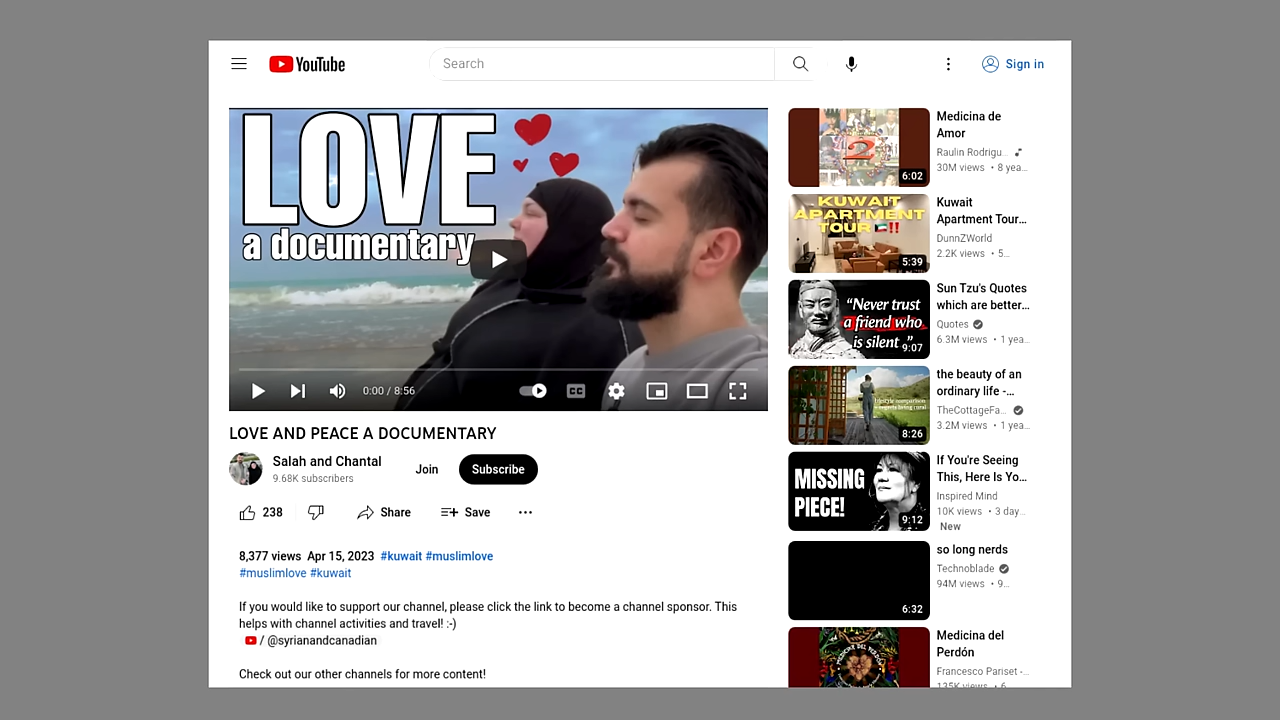 YouTube
Search
Sign in
LOVE
a documentary
0:00 / 8:56
LOVE AND PEACE A DOCUMENTARY
Salah and Chantal
9.68K subscribers
Join
Subscribe
238
Share
Save
8,377 views Apr 15, 2023 #kuwait #muslimlove
#muslimlove #kuwait
If you would like to support our channel, please click the link to become a channel sponsor. This
helps with channel activities and travel! :-)
/ @syrianandcanadian
Check out our other channels for more content!
2
6:02
Medicina de
Amor
Raulin Rodrigu...
30M views • 8 yea...
KUWAIT
APARTMENT
TOUR
5:39
Kuwait
Apartment Tour...
DunnZWorld
2.2K views • 5...
"Never trust
a friend who
is silent ."
9:07
Sun Tzu's Quotes
which are better...
Quotes
6.3M views • 1 yea...
8:26
the beauty of an
ordinary life -...
TheCottageFa...
3.2M views • 1 yea...
MISSING
PIECE!
9:12
If You're Seeing
This, Here Is Yo...
Inspired Mind
10K views • 3 day...
New
6:32
so long nerds
Technoblade
94M views • 9...
Medicina del
Perdón
Francesco Pariset -...
135K views • 6